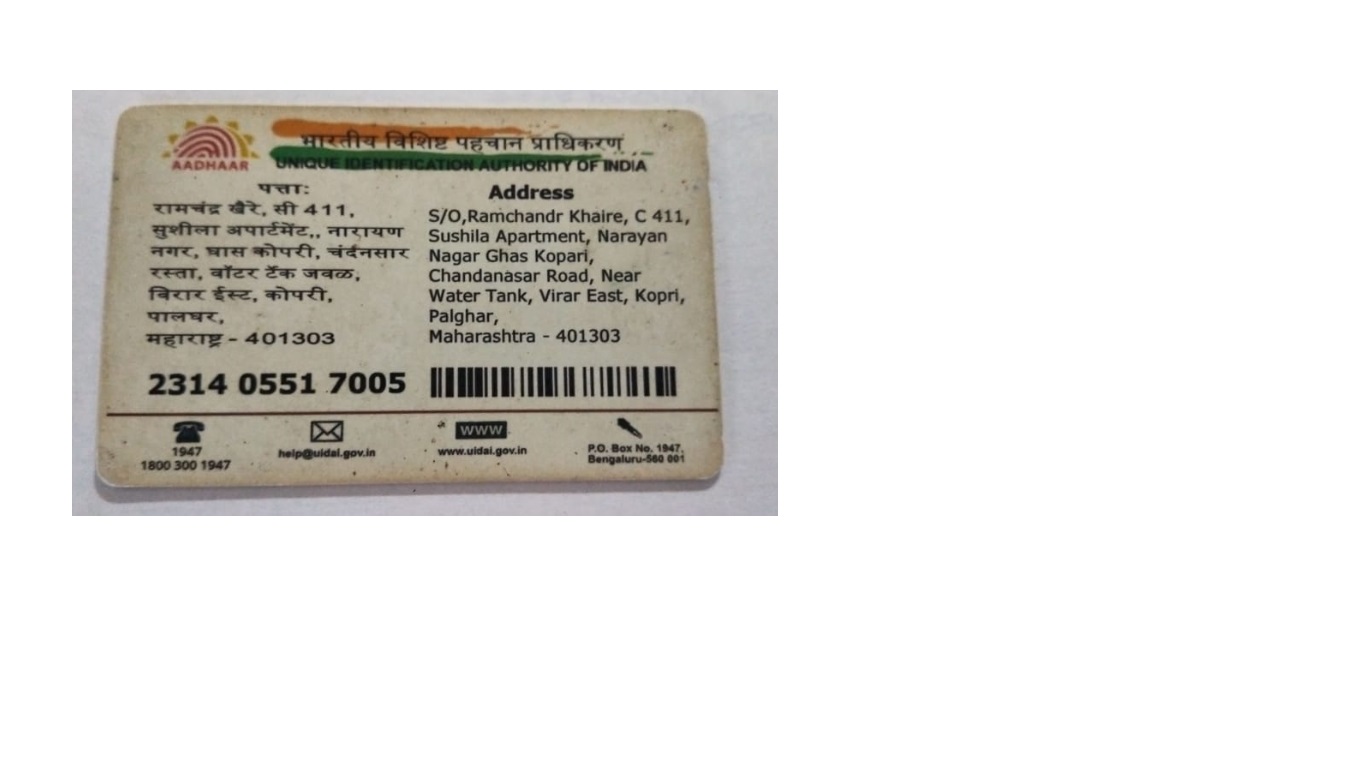 AADHAAR
भारतीय विशिष्ट पहचान प्राधिकरण
UNIQUE IDENTIFICATION AUTHORITY OF INDIA
पत्ता:
रामचंद्र खैरे, सी 411,
सुशीला अपार्टमेंट,, नारायण
नगर, घास कोपरी, चंदनसार
रस्ता, वॉटर टॅंक जवळ,
विरार ईस्ट, कोपरी,
पालघर,
महाराष्ट्र - 401303
Address
S/O,Ramchandr Khaire, C 411,
Sushila Apartment, Narayan
Nagar Ghas Kopari,
Chandanasar Road, Near
Water Tank, Virar East, Kopri,
Palghar,
Maharashtra - 401303
2314 0551 7005
1947
1800 300 1947
help@uidai.gov.in
WWW
www.uidai.gov.in
P.O. Box No. 1947,
Bengaluru-560 001